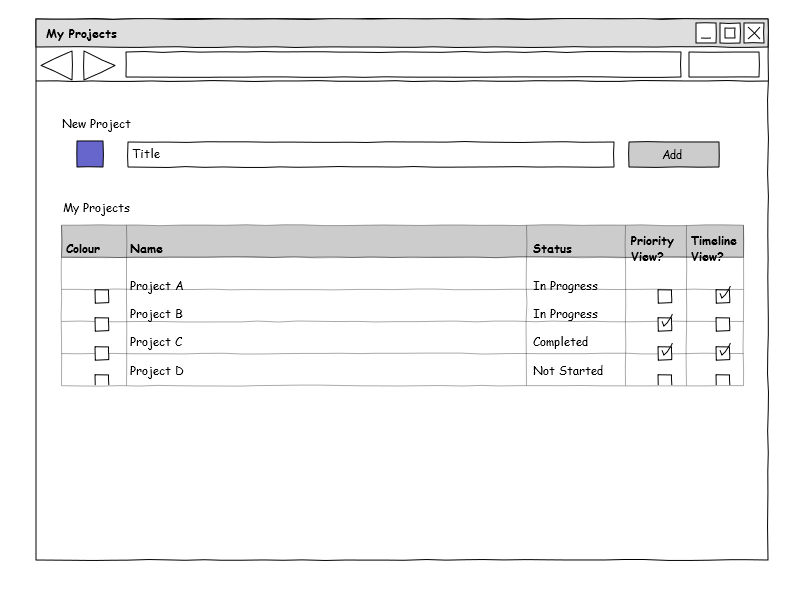 My Projects
New Project
Title
Add
My Projects
Colour Name Status Priority View? Timeline View?
Project A In Progress
Project B In Progress
Project C Completed
Project D Not Started